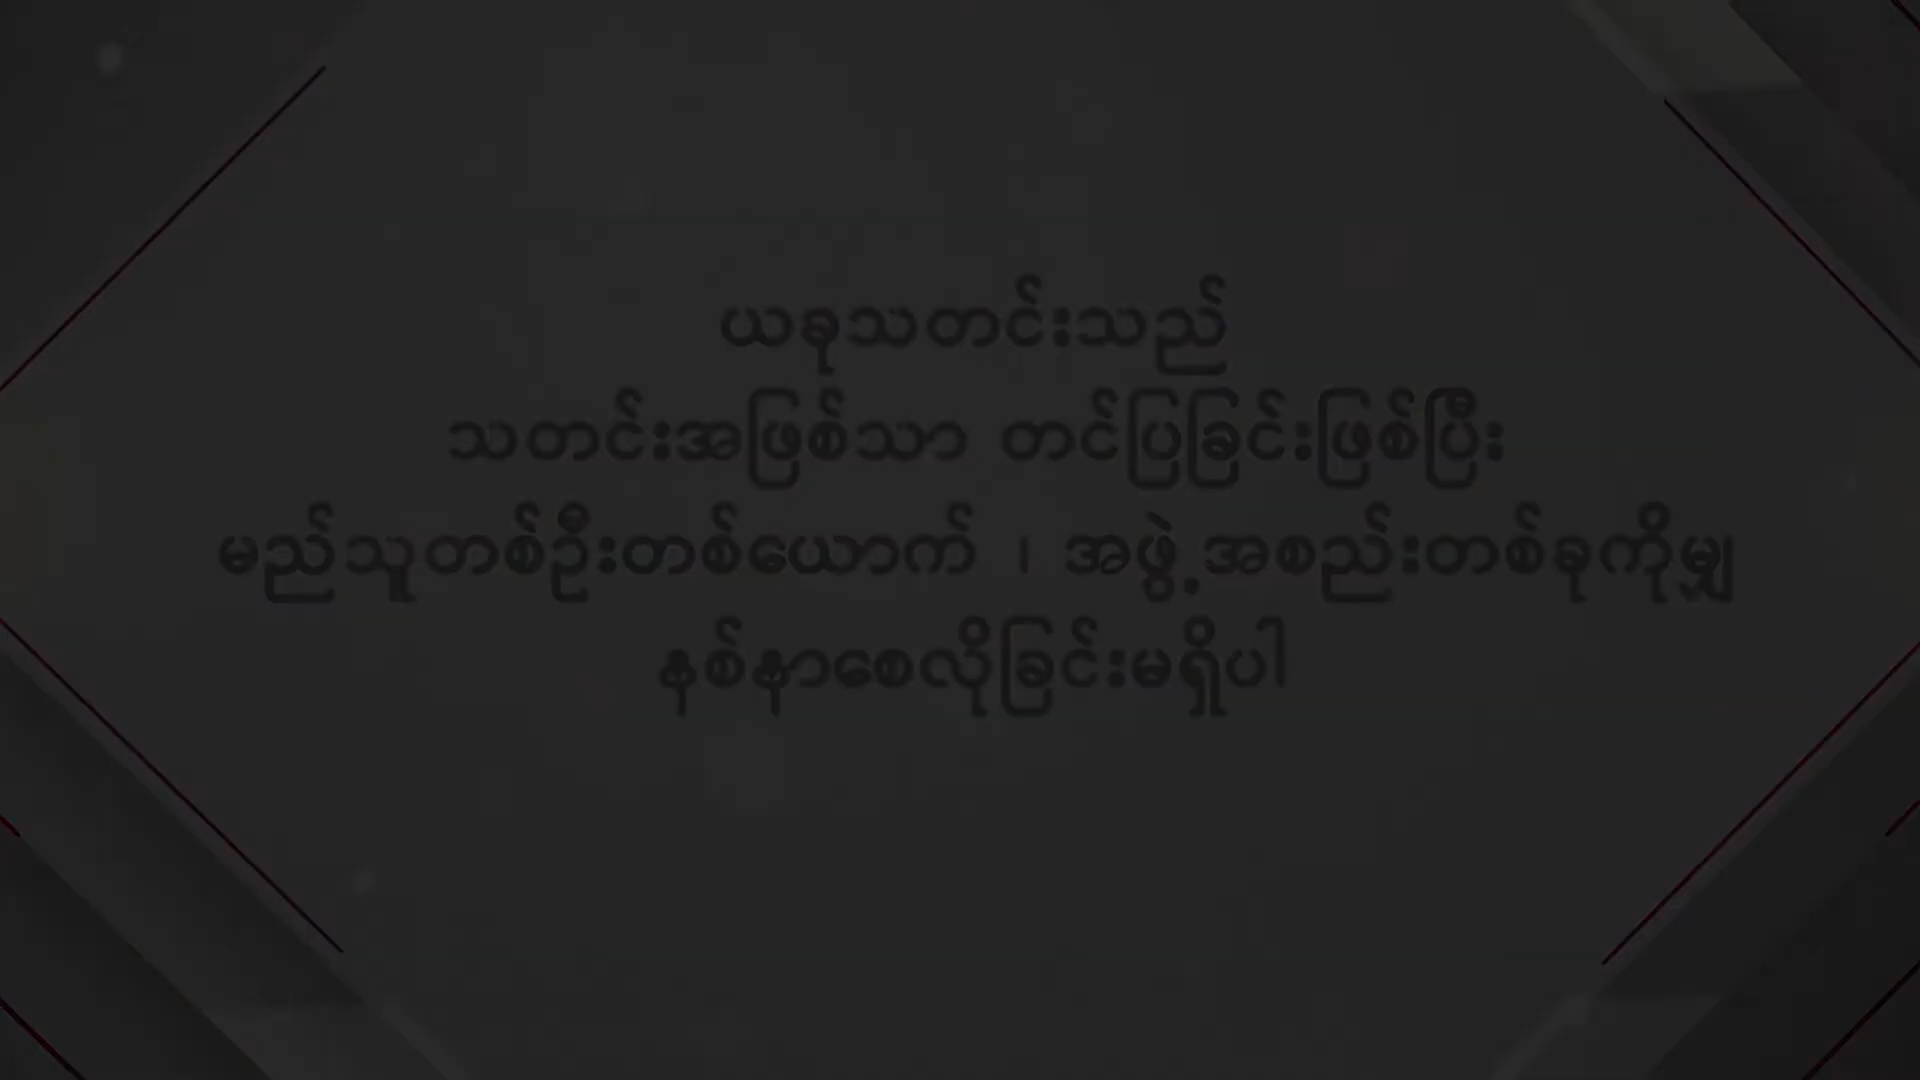 ယခုသတင်းသည်
သတင်းအဖြစ်သာ တင်ပြခြင်းဖြစ်ပြီး
မည်သူတစ်ဦးတစ်ယောက် ၊ အဖွဲ့အစည်းတစ်ခုကိုမျှ
နစ်နာစေလိုခြင်းမရှိပါ